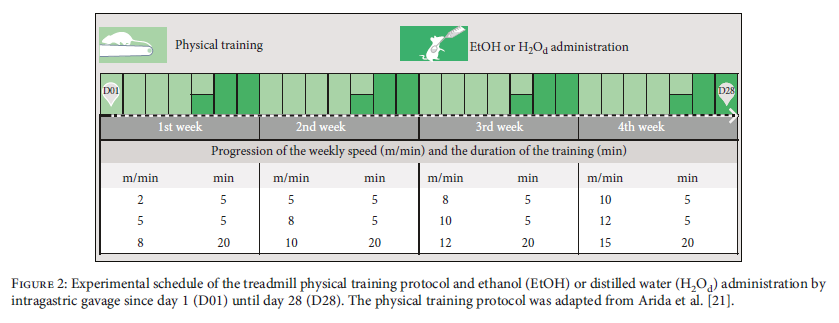 Physical training
EtOH or H₂O_d administration
D01
D28
1st week 2nd week 3rd week 4th week
Progression of the weekly speed (m/min) and the duration of the training (min)
m/min min m/min min m/min min m/min min
2 5 5 5 8 5 10 5
5 5 8 5 10 5 12 5
8 20 10 20 12 20 15 20
FIGURE 2: Experimental schedule of the treadmill physical training protocol and ethanol (EtOH) or distilled water (H₂O_d) administration by
intragastric gavage since day 1 (D01) until day 28 (D28). The physical training protocol was adapted from Arida et al. [21].